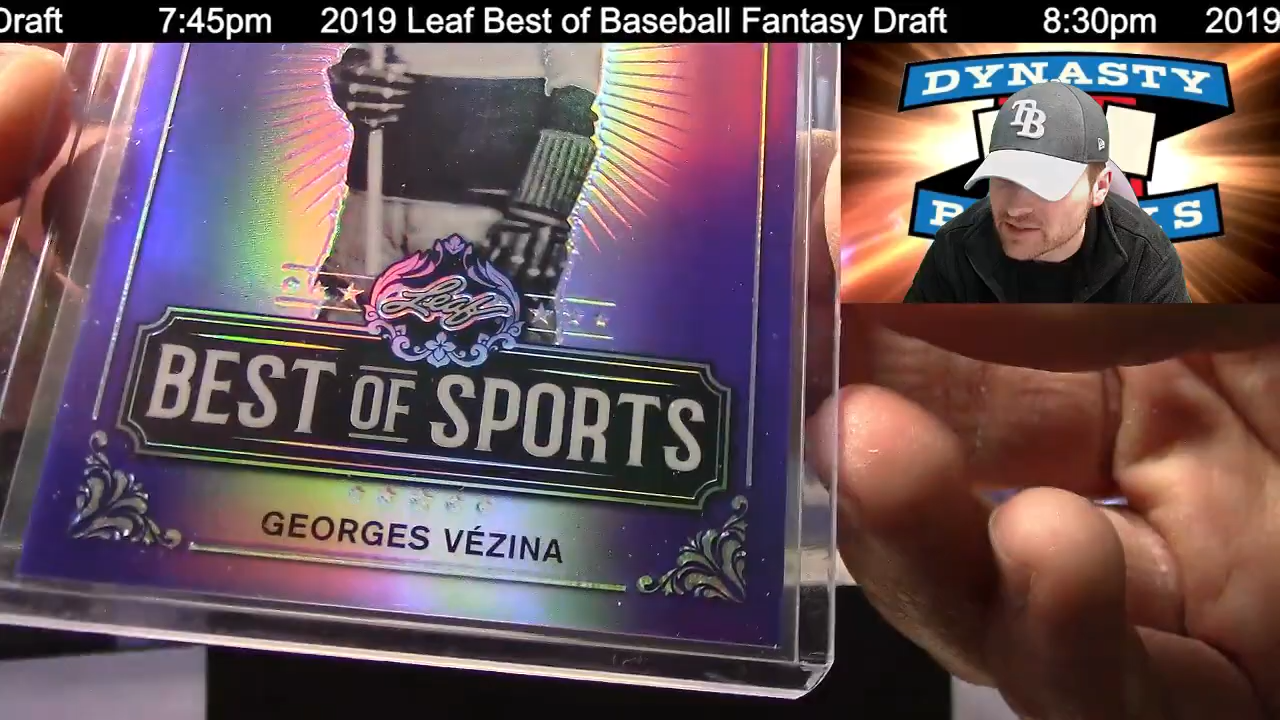 Draft 7:45pm 2019 Leaf Best of Baseball Fantasy Draft 8:30pm 2019
DYNASTY
TB
B S
Leaf
BEST OF SPORTS
GEORGES VÉZINA